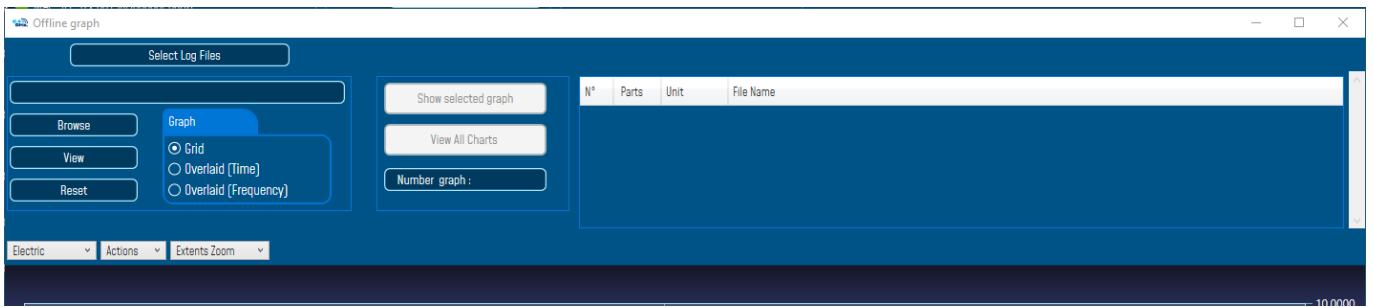 Offline graph
Select Log Files
Browse
View
Reset
Graph
Grid
Overlaid (Time)
Overlaid (Frequency)
Show selected graph
View All Charts
Number graph :
N° Parts Unit File Name
Electric Actions Extents Zoom
10.0000